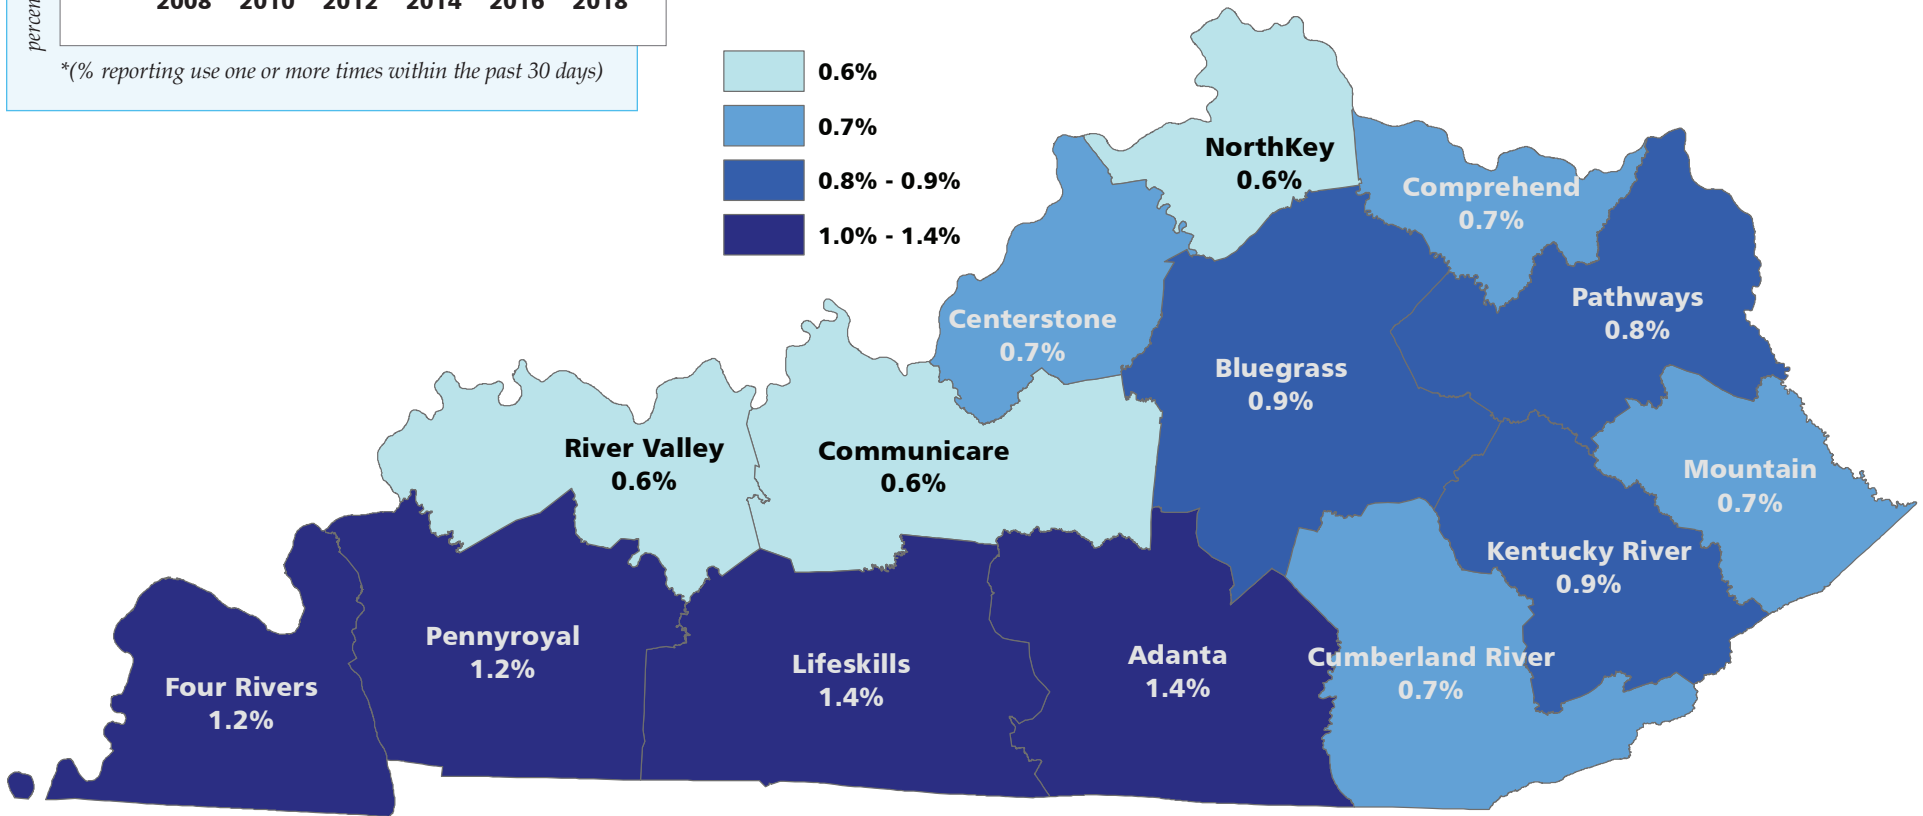 2008 2010 2012 2014 2016 2018
*(% reporting use one or more times within the past 30 days)
0.6%
0.7%
0.8% - 0.9%
1.0% - 1.4%
NorthKey
0.6%
Comprehend
0.7%
Pathways
0.8%
Centerstone
0.7%
Bluegrass
0.9%
River Valley
0.6%
Communicare
0.6%
Mountain
0.7%
Kentucky River
0.9%
Four Rivers
1.2%
Pennyroyal
1.2%
Lifeskills
1.4%
Adanta
1.4%
Cumberland River
0.7%